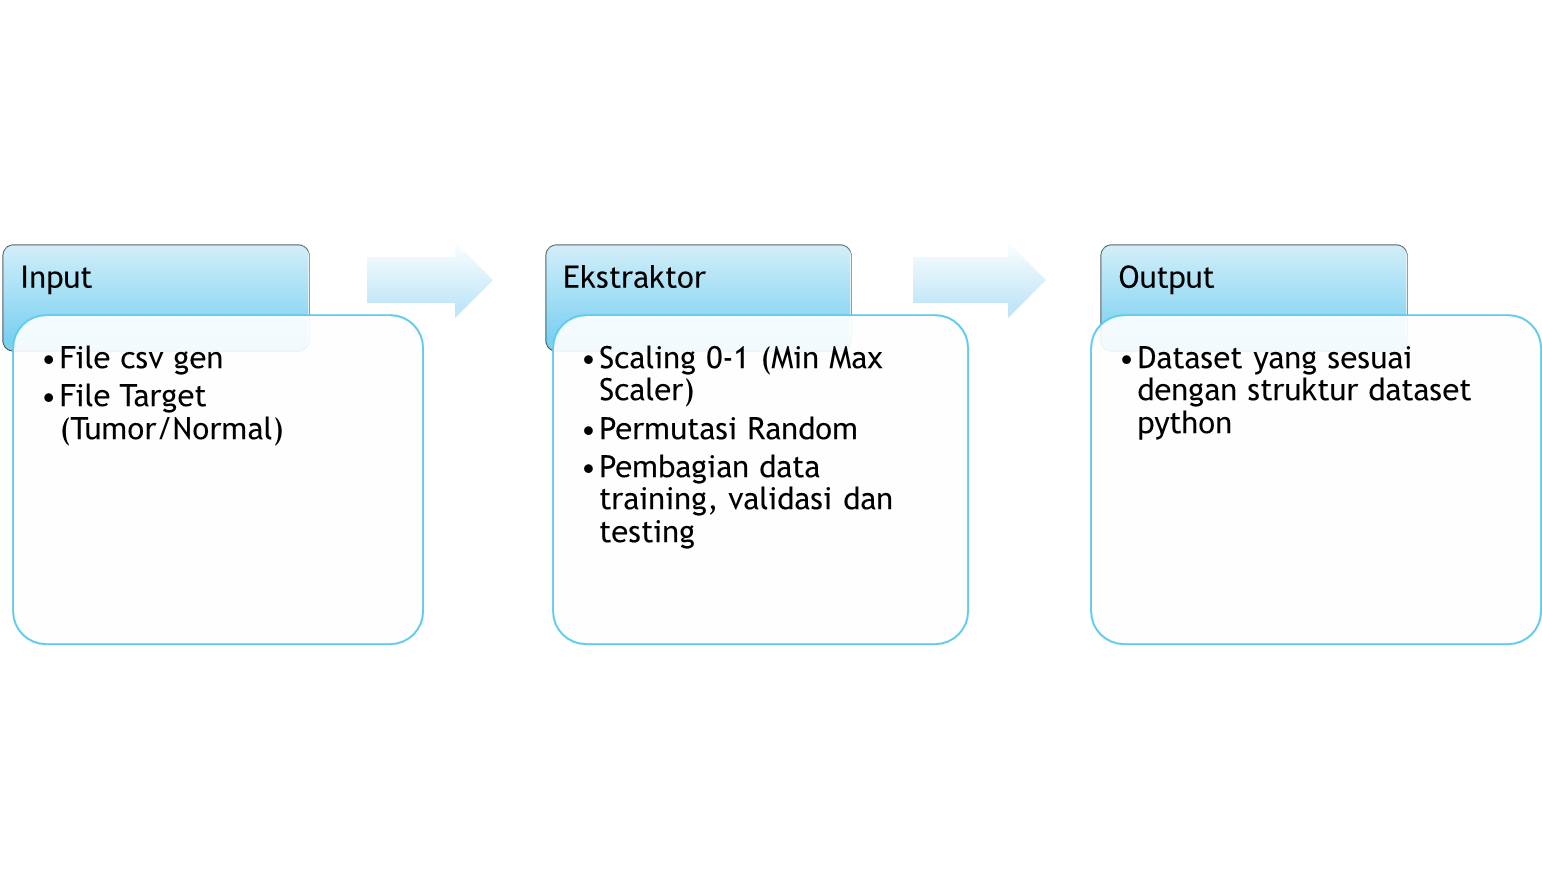 Input
•File csv gen
•File Target
(Tumor/Normal)
Ekstraktor
•Scaling 0-1 (Min Max
Scaler)
•Permutasi Random
•Pembagian data
training, validasi dan
testing
Output
•Dataset yang sesuai
dengan struktur dataset
python